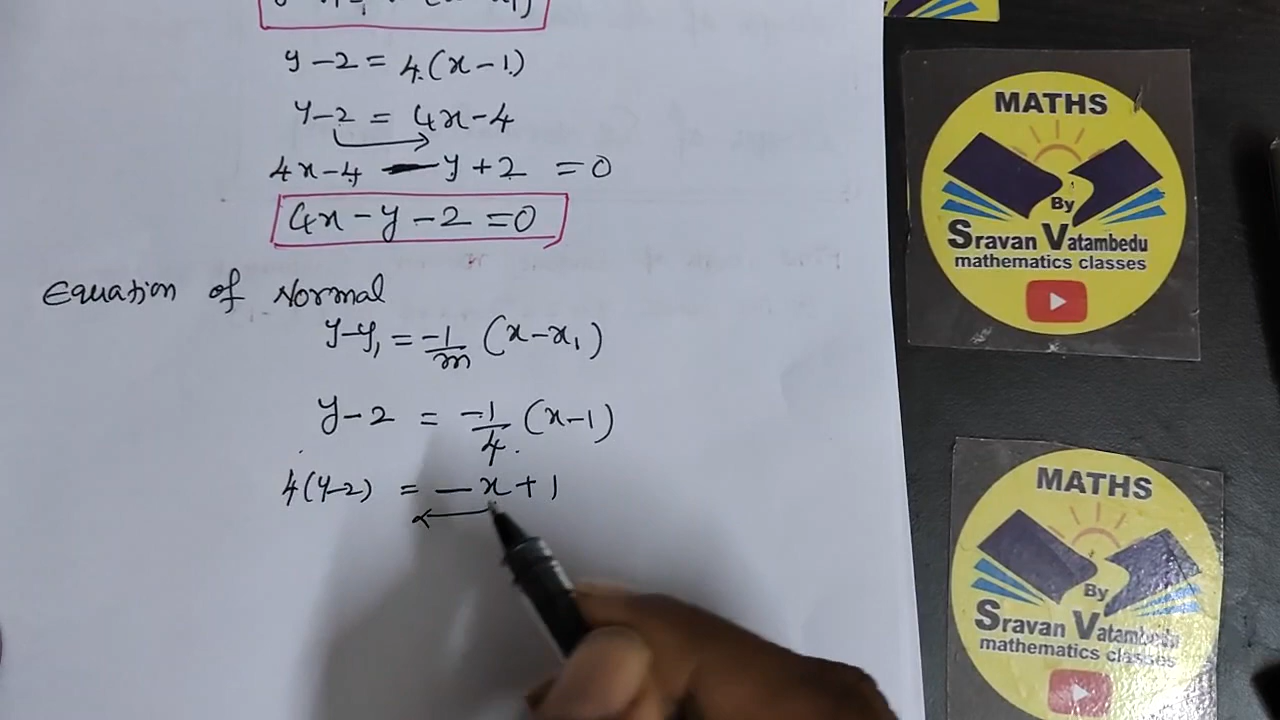 y-2 = 4(x-1)
y-2 = 4x-4
4x-4 -y+2 =0
4x-y-2=0
Equation of Normal
y-y₁ = -1/m (x-x₁)
y-2 = -1/4 (x-1)
4(y-2) = -x+1
MATHS
By
Sravan Vatambedu
mathematics classes
MATHS
By
Sravan Vatambedu
mathematics classes